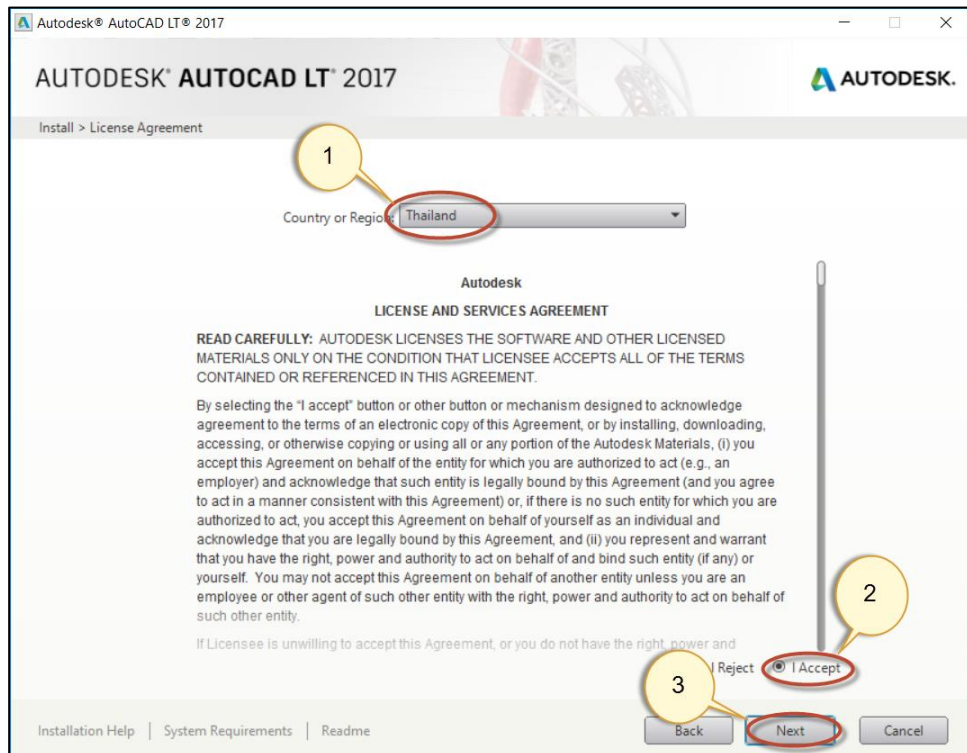 Autodesk® AutoCAD LT® 2017
AUTODESK® AUTOCAD LT® 2017
AUTODESK.
Install > License Agreement
1
Country or Region: Thailand
Autodesk
LICENSE AND SERVICES AGREEMENT
READ CAREFULLY: AUTODESK LICENSES THE SOFTWARE AND OTHER LICENSED
MATERIALS ONLY ON THE CONDITION THAT LICENSEE ACCEPTS ALL OF THE TERMS
CONTAINED OR REFERENCED IN THIS AGREEMENT.
By selecting the “I accept” button or other button or mechanism designed to acknowledge
agreement to the terms of an electronic copy of this Agreement, or by installing, downloading,
accessing, or otherwise copying or using all or any portion of the Autodesk Materials, (i) you
accept this Agreement on behalf of the entity for which you are authorized to act (e.g., an
employer) and acknowledge that such entity is legally bound by this Agreement (and you agree
to act in a manner consistent with this Agreement) or, if there is no such entity for which you are
authorized to act, you accept this Agreement on behalf of yourself as an individual and
acknowledge that you are legally bound by this Agreement, and (ii) you represent and warrant
that you have the right, power and authority to act on behalf of and bind such entity (if any) or
yourself. You may not accept this Agreement on behalf of another entity unless you are an
employee or other agent of such other entity with the right, power and authority to act on behalf of
such other entity.
If Licensee is unwilling to accept this Agreement, or you do not have the right, power and
2
I Reject I Accept
3
Installation Help | System Requirements | Readme
Back Next Cancel